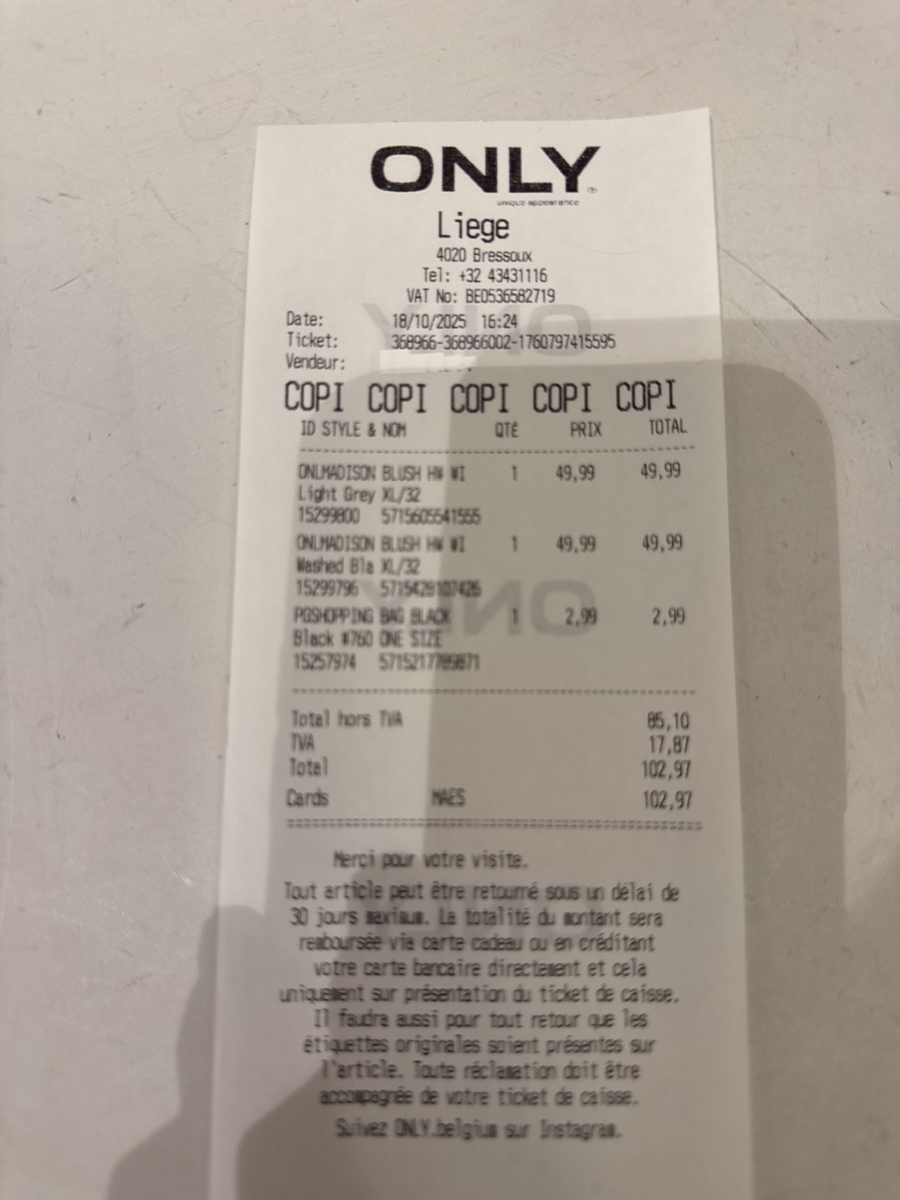 ONLY
unique appearance
Liege
4020 Bressoux
Tel: +32 43431116
VAT No: BE0536582719
Date: 18/10/2025 16:24
Ticket: 368966-368966002-1760797415595
Vendeur:
COPI COPI COPI COPI COPI
ID STYLE & NOM QTÉ PRIX TOTAL
ONLMADISON BLUSH HW WI 1 49,99 49,99
Light Grey XL/32
15299800 5715605541555
ONLMADISON BLUSH HW WI 1 49,99 49,99
Washed Bla XL/32
15299796 5715428107426
PGSHOPPING BAG BLACK 1 2,99 2,99
Black #760 ONE SIZE
15257974 5715217789871
Total hors TVA 85,10
TVA 17,87
Total 102,97
Cards MAES 102,97
Merci pour votre visite.
Tout article peut être retourné sous un délai de
30 jours maximum. La totalité du montant sera
remboursée via carte cadeau ou en créditant
votre carte bancaire directement et cela
uniquement sur présentation du ticket de caisse.
Il faudra aussi pour tout retour que les
étiquettes originales soient présentes sur
l'article. Toute réclamation doit être
accompagnée de votre ticket de caisse.
Suivez ONLY.belgium sur Instagram.